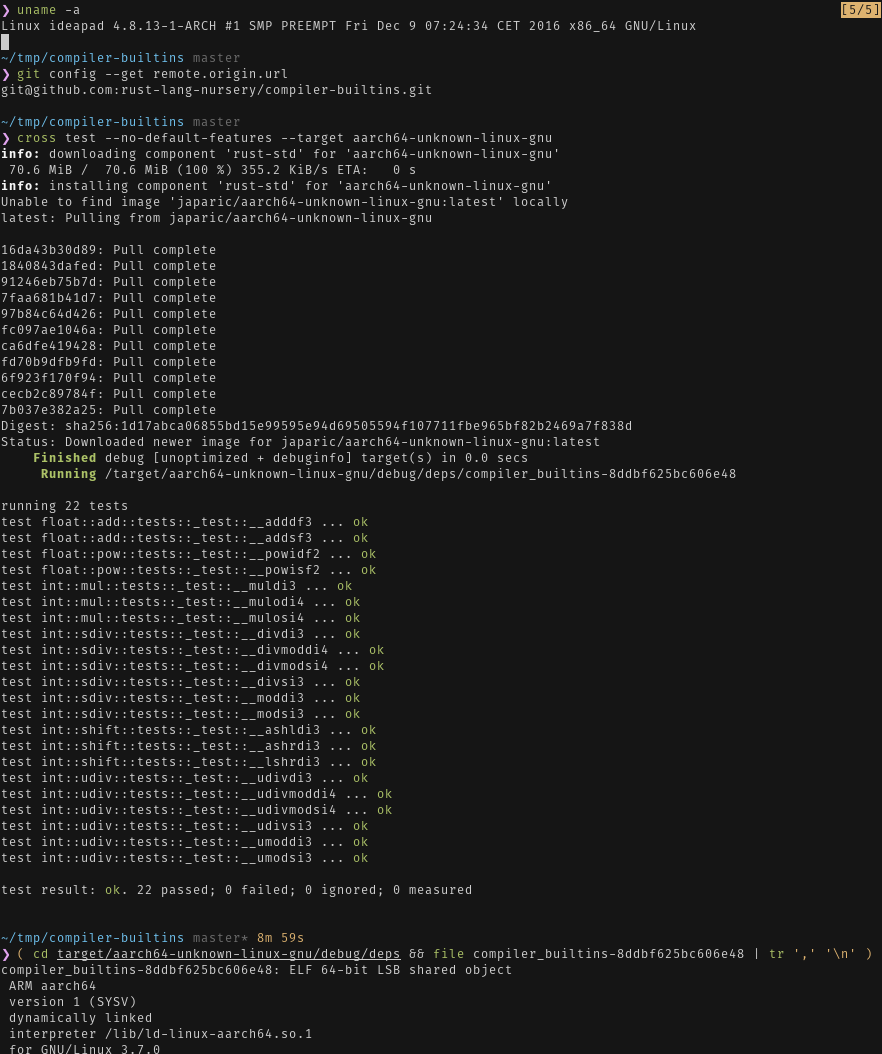 ❯ uname -a [5/5]
Linux ideapad 4.8.13-1-ARCH #1 SMP PREEMPT Fri Dec 9 07:24:34 CET 2016 x86_64 GNU/Linux
~/tmp/compiler-builtins master
❯ git config --get remote.origin.url
git@github.com:rust-lang-nursery/compiler-builtins.git
~/tmp/compiler-builtins master
❯ cross test --no-default-features --target aarch64-unknown-linux-gnu
info: downloading component 'rust-std' for 'aarch64-unknown-linux-gnu'
 70.6 MiB /  70.6 MiB (100 %) 355.2 KiB/s ETA:   0 s
info: installing component 'rust-std' for 'aarch64-unknown-linux-gnu'
Unable to find image 'japaric/aarch64-unknown-linux-gnu:latest' locally
latest: Pulling from japaric/aarch64-unknown-linux-gnu
16da43b30d89: Pull complete
1840843dafed: Pull complete
91246eb75b7d: Pull complete
7faa681b41d7: Pull complete
97b84c64d426: Pull complete
fc097ae1046a: Pull complete
ca6dfe419428: Pull complete
fd70b9dfb9fd: Pull complete
6f923f170f94: Pull complete
cecb2c89784f: Pull complete
7b037e382a25: Pull complete
Digest: sha256:1d17abca06855bd15e99595e94d69505594f107711fbe965bf82b2469a7f838d
Status: Downloaded newer image for japaric/aarch64-unknown-linux-gnu:latest
    Finished debug [unoptimized + debuginfo] target(s) in 0.0 secs
     Running /target/aarch64-unknown-linux-gnu/debug/deps/compiler_builtins-8ddbf625bc606e48
running 22 tests
test float::add::tests::_test::__adddf3 ... ok
test float::add::tests::_test::__addsf3 ... ok
test float::pow::tests::_test::__powidf2 ... ok
test float::pow::tests::_test::__powisf2 ... ok
test int::mul::tests::_test::__muldi3 ... ok
test int::mul::tests::_test::__mulodi4 ... ok
test int::mul::tests::_test::__mulosi4 ... ok
test int::sdiv::tests::_test::__divdi3 ... ok
test int::sdiv::tests::_test::__divmoddi4 ... ok
test int::sdiv::tests::_test::__divmodsi4 ... ok
test int::sdiv::tests::_test::__divsi3 ... ok
test int::sdiv::tests::_test::__moddi3 ... ok
test int::sdiv::tests::_test::__modsi3 ... ok
test int::shift::tests::_test::__ashldi3 ... ok
test int::shift::tests::_test::__ashrdi3 ... ok
test int::shift::tests::_test::__lshrdi3 ... ok
test int::udiv::tests::_test::__udivdi3 ... ok
test int::udiv::tests::_test::__udivmoddi4 ... ok
test int::udiv::tests::_test::__udivmodsi4 ... ok
test int::udiv::tests::_test::__udivsi3 ... ok
test int::udiv::tests::_test::__umoddi3 ... ok
test int::udiv::tests::_test::__umodsi3 ... ok
test result: ok. 22 passed; 0 failed; 0 ignored; 0 measured
~/tmp/compiler-builtins master* 8m 59s
❯ ( cd target/aarch64-unknown-linux-gnu/debug/deps && file compiler_builtins-8ddbf625bc606e48 | tr ',' '\n' )
compiler_builtins-8ddbf625bc606e48: ELF 64-bit LSB shared object
 ARM aarch64
 version 1 (SYSV)
 dynamically linked
 interpreter /lib/ld-linux-aarch64.so.1
 for GNU/Linux 3.7.0